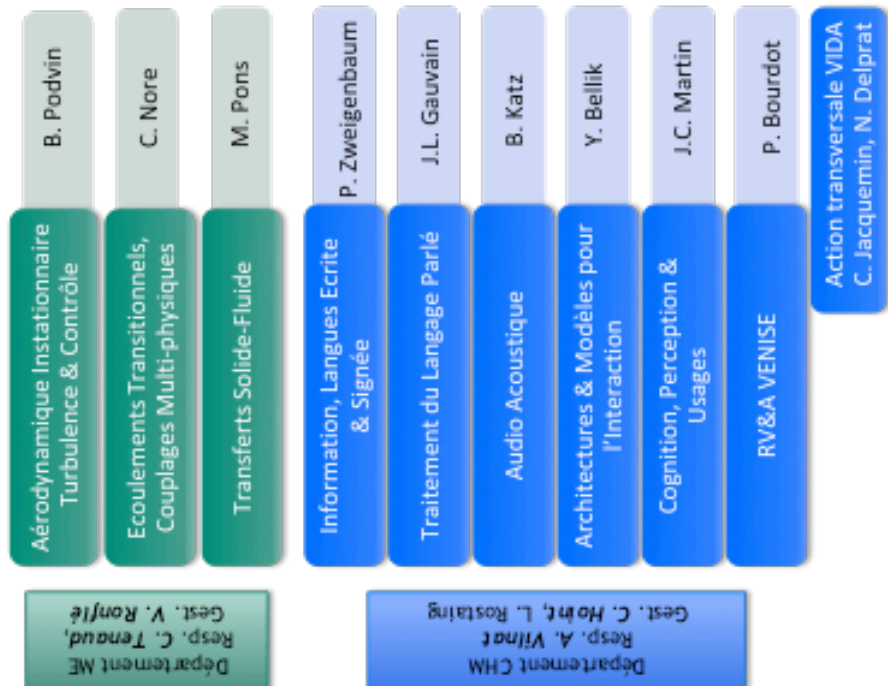 Département ME
Resp. C. Tenaud,
Gest. V. Ronflé
Aérodynamique Instationnaire
Turbulence & Contrôle
B. Podvin
Ecoulements Transitionnels,
Couplages Multi-physiques
C. Nore
Transferts Solide-Fluide
M. Pons
Département CHM
Resp. A. Vilnat
Gest. C. Hoint, L. Rostaing
Information, Langues Ecrite
& Signée
P. Zweigenbaum
Traitement du Langage Parlé
J.L. Gauvain
Audio Acoustique
B. Katz
Architectures & Modèles pour
l'Interaction
Y. Bellik
Cognition, Perception &
Usages
J.C. Martin
RV&A VENISE
P. Bourdot
Action transversale VIDA
C. Jacquemin, N. Delprat